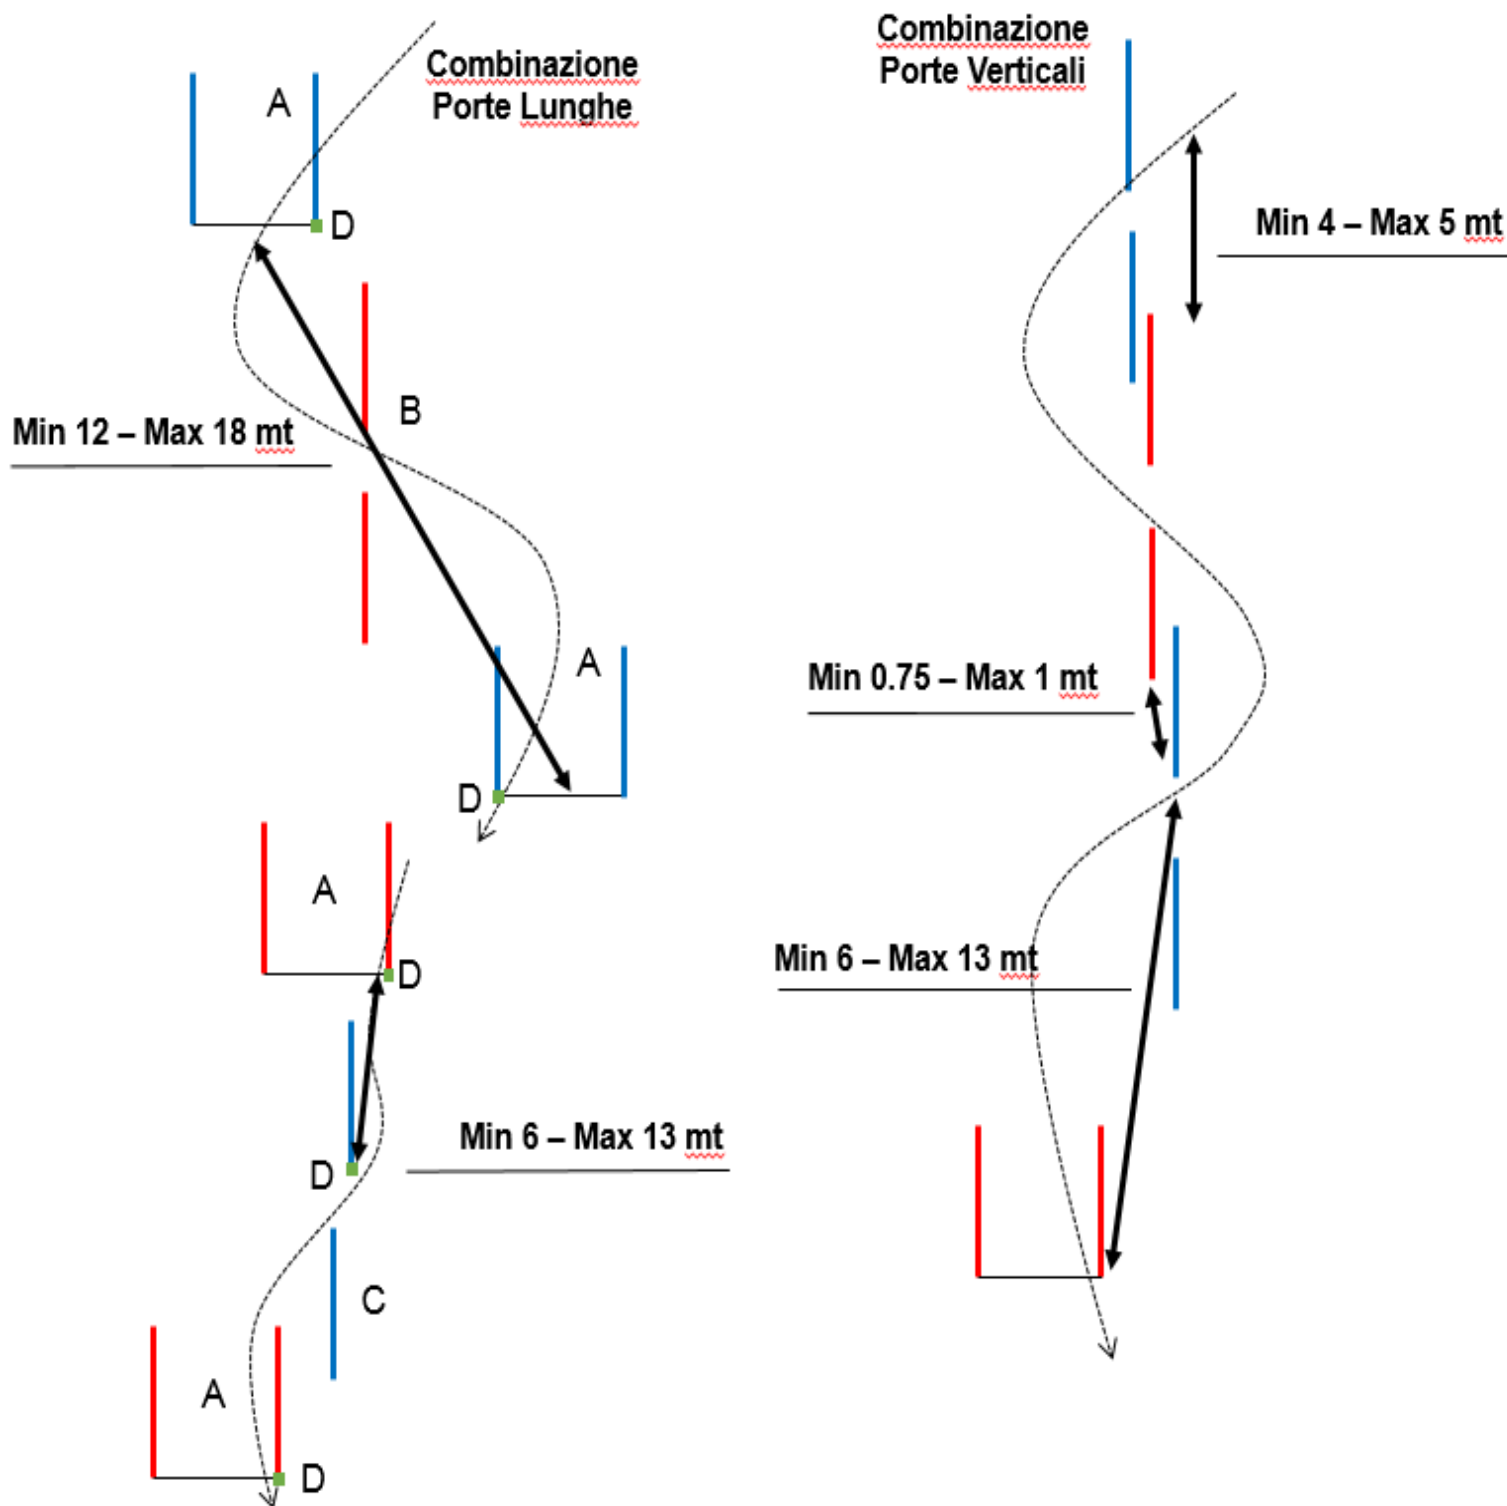 Combinazione
Porte Lunghe
A
D
B
Min 12 – Max 18 mt
A
D
A
D
Min 6 – Max 13 mt
D
C
A
D
Combinazione
Porte Verticali
Min 4 – Max 5 mt
Min 0.75 – Max 1 mt
Min 6 – Max 13 mt